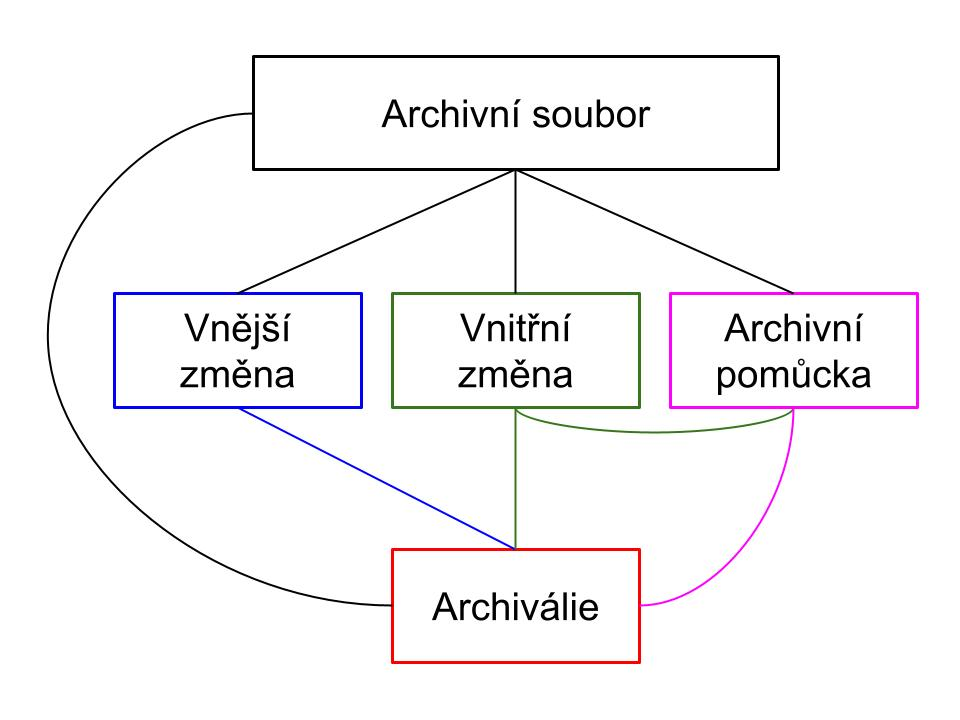 Archivní soubor
Vnější
změna
Vnitřní
změna
Archivní
pomůcka
Archiválie